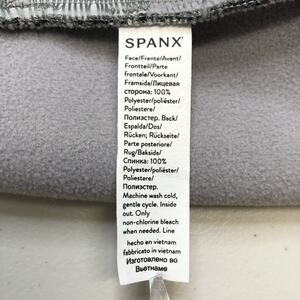 SPANX
Face/Frente/Avant/
Frontteil/Parte
frontale/Voorkant/
Framsida/Лицевая
сторона: 100%
Polyester/poliéster/
Poliestere/
Полиэстер. Back/
Espalda/Dos/
Rücken; Rückseite/
Parte posteriore/
Rug/Baksida/
Спинка: 100%
Polyester/poliéster/
Poliestere/
Полиэстер.
Machine wash cold,
gentle cycle. Inside
out. Only
non-chlorine bleach
when needed. Line
hecho en vietnam
fabbricato in vietnam
Изготовлено во
Вьетнаме